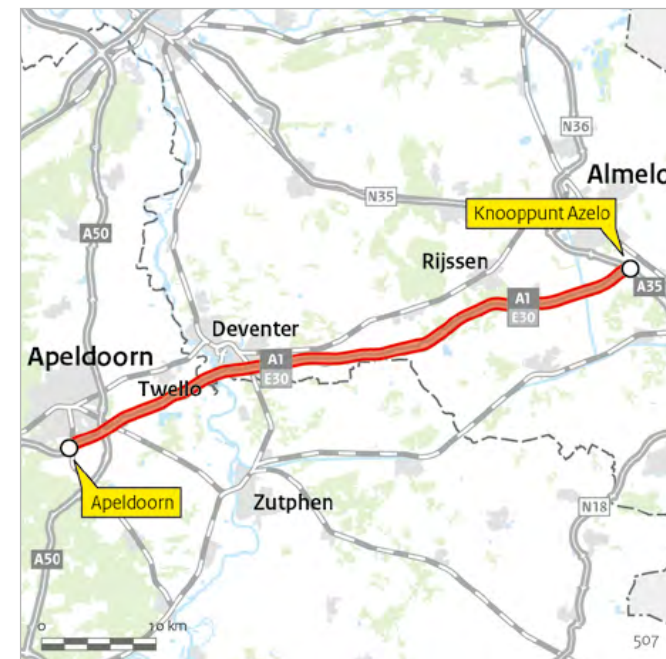 N36
Almelo
N35
Knooppunt Azelo
A50
Rijssen
A35
A1
E30
Deventer
Apeldoorn
A1
E30
Twello
Apeldoorn
Zutphen
N18
A50
0
10 km
507